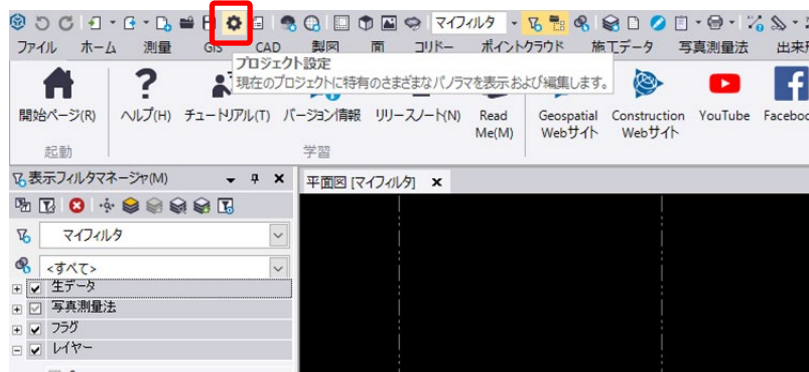 マイフィルタ
ファイル ホーム 測量 GIS CAD 製図 面 コリドー ポイントクラウド 施工データ 写真測量法 出来
プロジェクト設定
現在のプロジェクトに特有のさまざまなパノラマを表示および編集します。
開始ページ(R) ヘルプ(H) チュートリアル(T) バージョン情報 リリースノート(N) Read Me(M) Geospatial Webサイト Construction Webサイト YouTube Faceboo
起動 学習
表示フィルタマネージャ(M)
平面図 [マイフィルタ]
マイフィルタ
<すべて>
生データ
写真測量法
フラグ
レイヤー